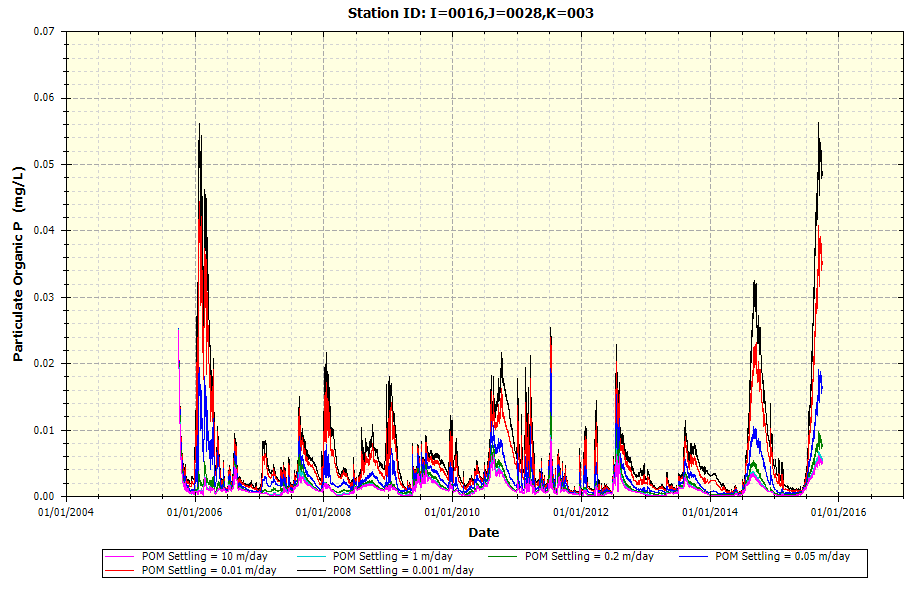 Station ID: I=0016,J=0028,K=003
Particulate Organic P (mg/L)
0.07
0.06
0.05
0.04
0.03
0.02
0.01
0.00
01/01/2004 01/01/2006 01/01/2008 01/01/2010 01/01/2012 01/01/2014 01/01/2016
Date
POM Settling = 10 m/day POM Settling = 1 m/day POM Settling = 0.2 m/day POM Settling = 0.05 m/day
POM Settling = 0.01 m/day POM Settling = 0.001 m/day